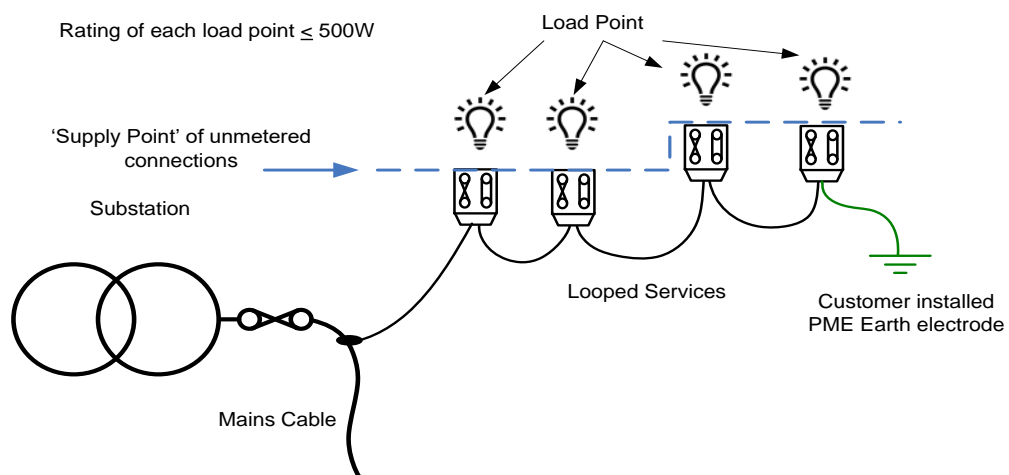 Rating of each load point ≤ 500W
Load Point
‘Supply Point’ of unmetered
connections
Substation
Looped Services
Customer installed
PME Earth electrode
Mains Cable